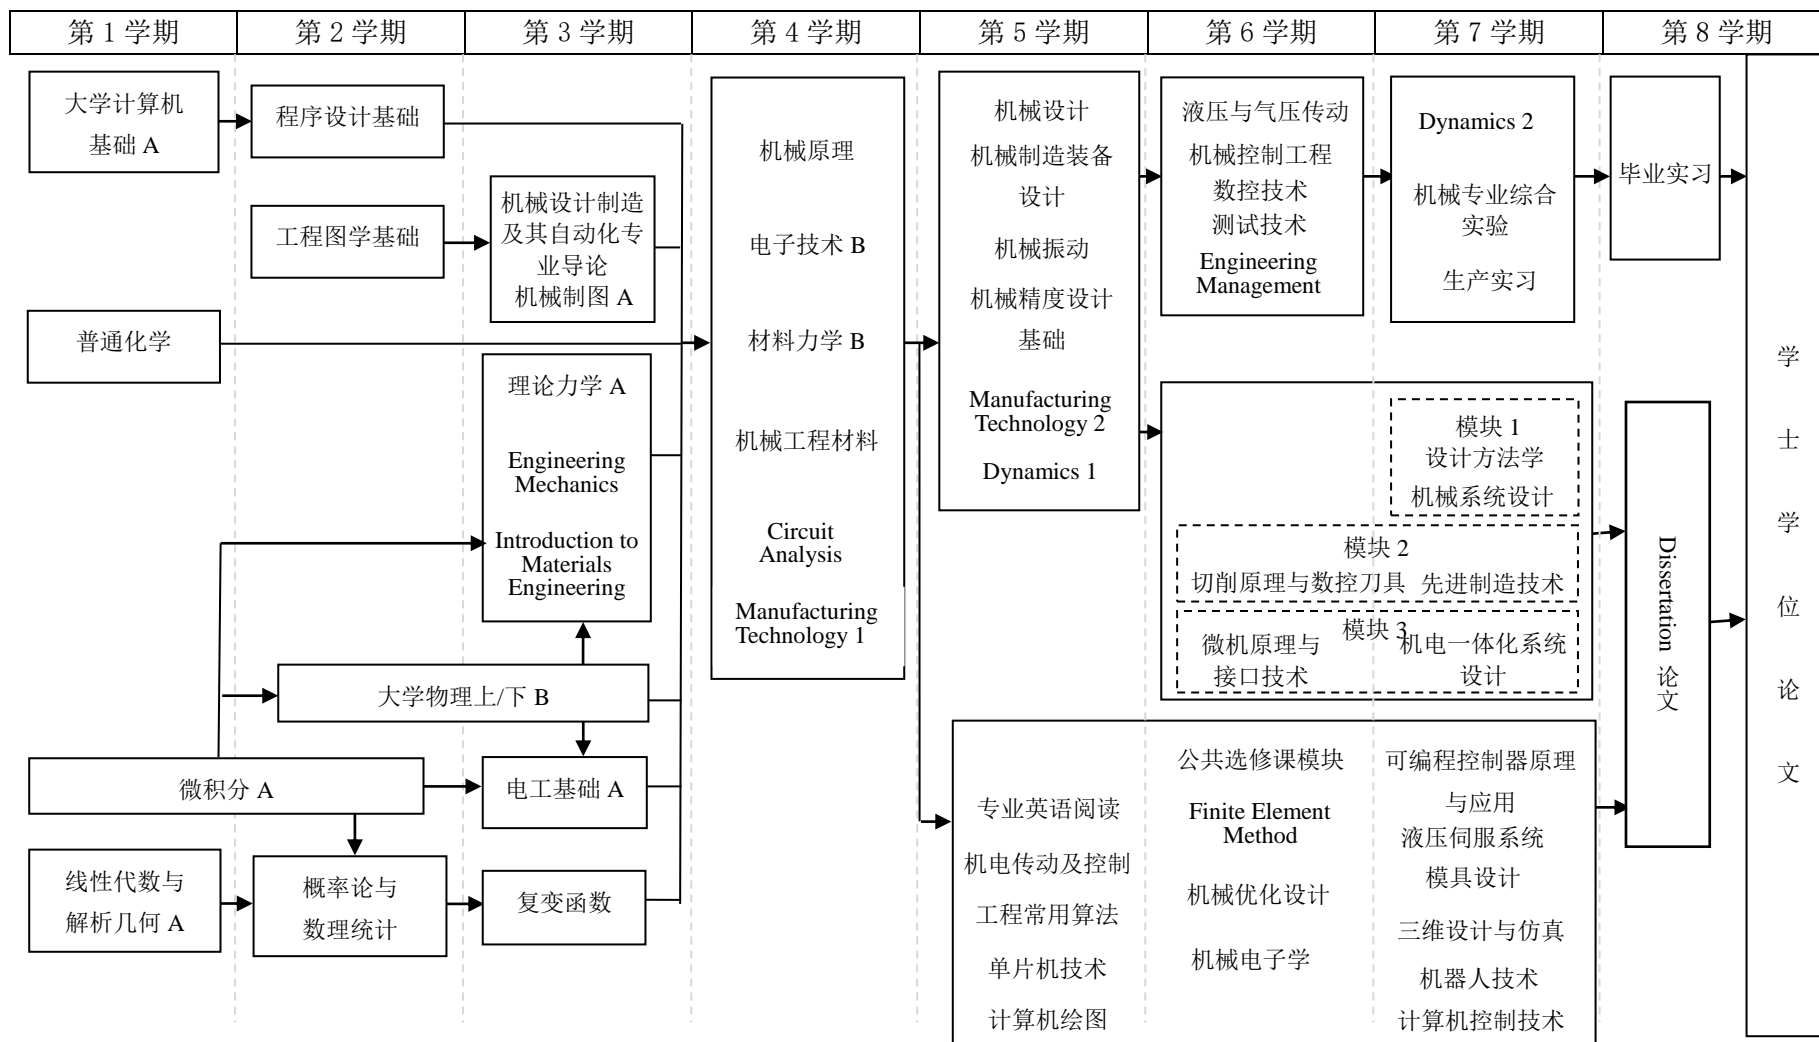 第 1 学期
第 2 学期
第 3 学期
第 4 学期
第 5 学期
第 6 学期
第 7 学期
第 8 学期
大学计算机
基础 A
普通化学
微积分 A
线性代数与
解析几何 A
程序设计基础
工程图学基础
大学物理上/下 B
概率论与
数理统计
机械设计制造
及其自动化专
业导论
机械制图 A
理论力学 A
Engineering
Mechanics
Introduction to
Materials
Engineering
电工基础 A
复变函数
机械原理
电子技术 B
材料力学 B
机械工程材料
Circuit
Analysis
Manufacturing
Technology 1
机械设计
机械制造装备
设计
机械振动
机械精度设计
基础
Manufacturing
Technology 2
Dynamics 1
液压与气压传动
机械控制工程
数控技术
测试技术
Engineering
Management
Dynamics 2
机械专业综合
实验
生产实习
模块 1
设计方法学
机械系统设计
模块 2
切削原理与数控刀具 先进制造技术
模块 3
微机原理与
接口技术
机电一体化系统
设计
专业英语阅读
机电传动及控制
工程常用算法
单片机技术
计算机绘图
公共选修课模块
Finite Element
Method
机械优化设计
机械电子学
可编程控制器原理
与应用
液压伺服系统
模具设计
三维设计与仿真
机器人技术
计算机控制技术
毕业实习
Dissertation 论文
学士学位论文